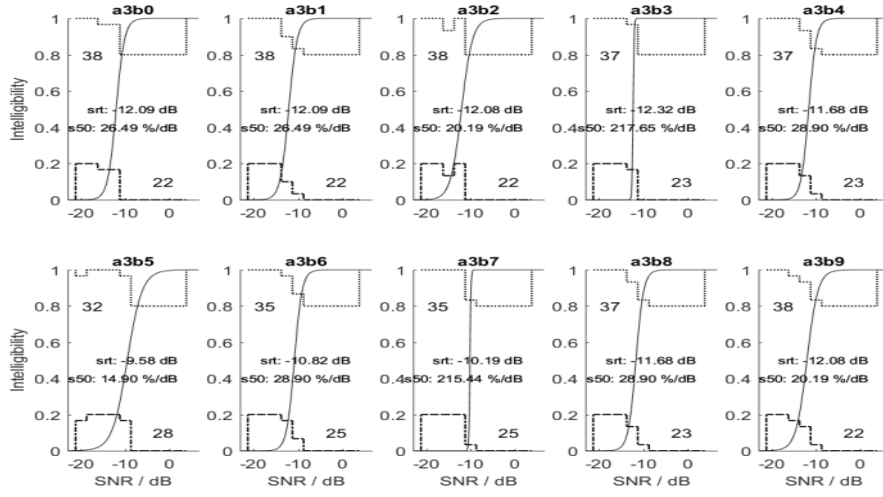 a3b0 a3b1 a3b2 a3b3 a3b4
Intelligibility
1 1 1 1 1
0.8 0.8 0.8 0.8 0.8
38 38 38 37 37
0.6 0.6 0.6 0.6 0.6
srt: -12.09 dB srt: -12.09 dB srt: -12.08 dB srt: -12.32 dB srt: -11.68 dB
0.4 s50: 26.49 %/dB 0.4 s50: 26.49 %/dB 0.4 s50: 20.19 %/dB 0.4 s50: 217.65 %/dB 0.4 s50: 28.90 %/dB
0.2 0.2 0.2 0.2 0.2
22 22 22 23 23
0 0 0 0 0
-20 -10 0 -20 -10 0 -20 -10 0 -20 -10 0 -20 -10 0
a3b5 a3b6 a3b7 a3b8 a3b9
Intelligibility
1 1 1 1 1
0.8 0.8 0.8 0.8 0.8
32 35 35 37 38
0.6 0.6 0.6 0.6 0.6
srt: -9.58 dB srt: -10.82 dB srt: -10.19 dB srt: -11.68 dB srt: -12.08 dB
0.4 s50: 14.90 %/dB 0.4 s50: 28.90 %/dB 0.4 s50: 215.44 %/dB 0.4 s50: 28.90 %/dB 0.4 s50: 20.19 %/dB
0.2 0.2 0.2 0.2 0.2
28 25 25 23 22
0 0 0 0 0
-20 -10 0 -20 -10 0 -20 -10 0 -20 -10 0 -20 -10 0
SNR / dB SNR / dB SNR / dB SNR / dB SNR / dB